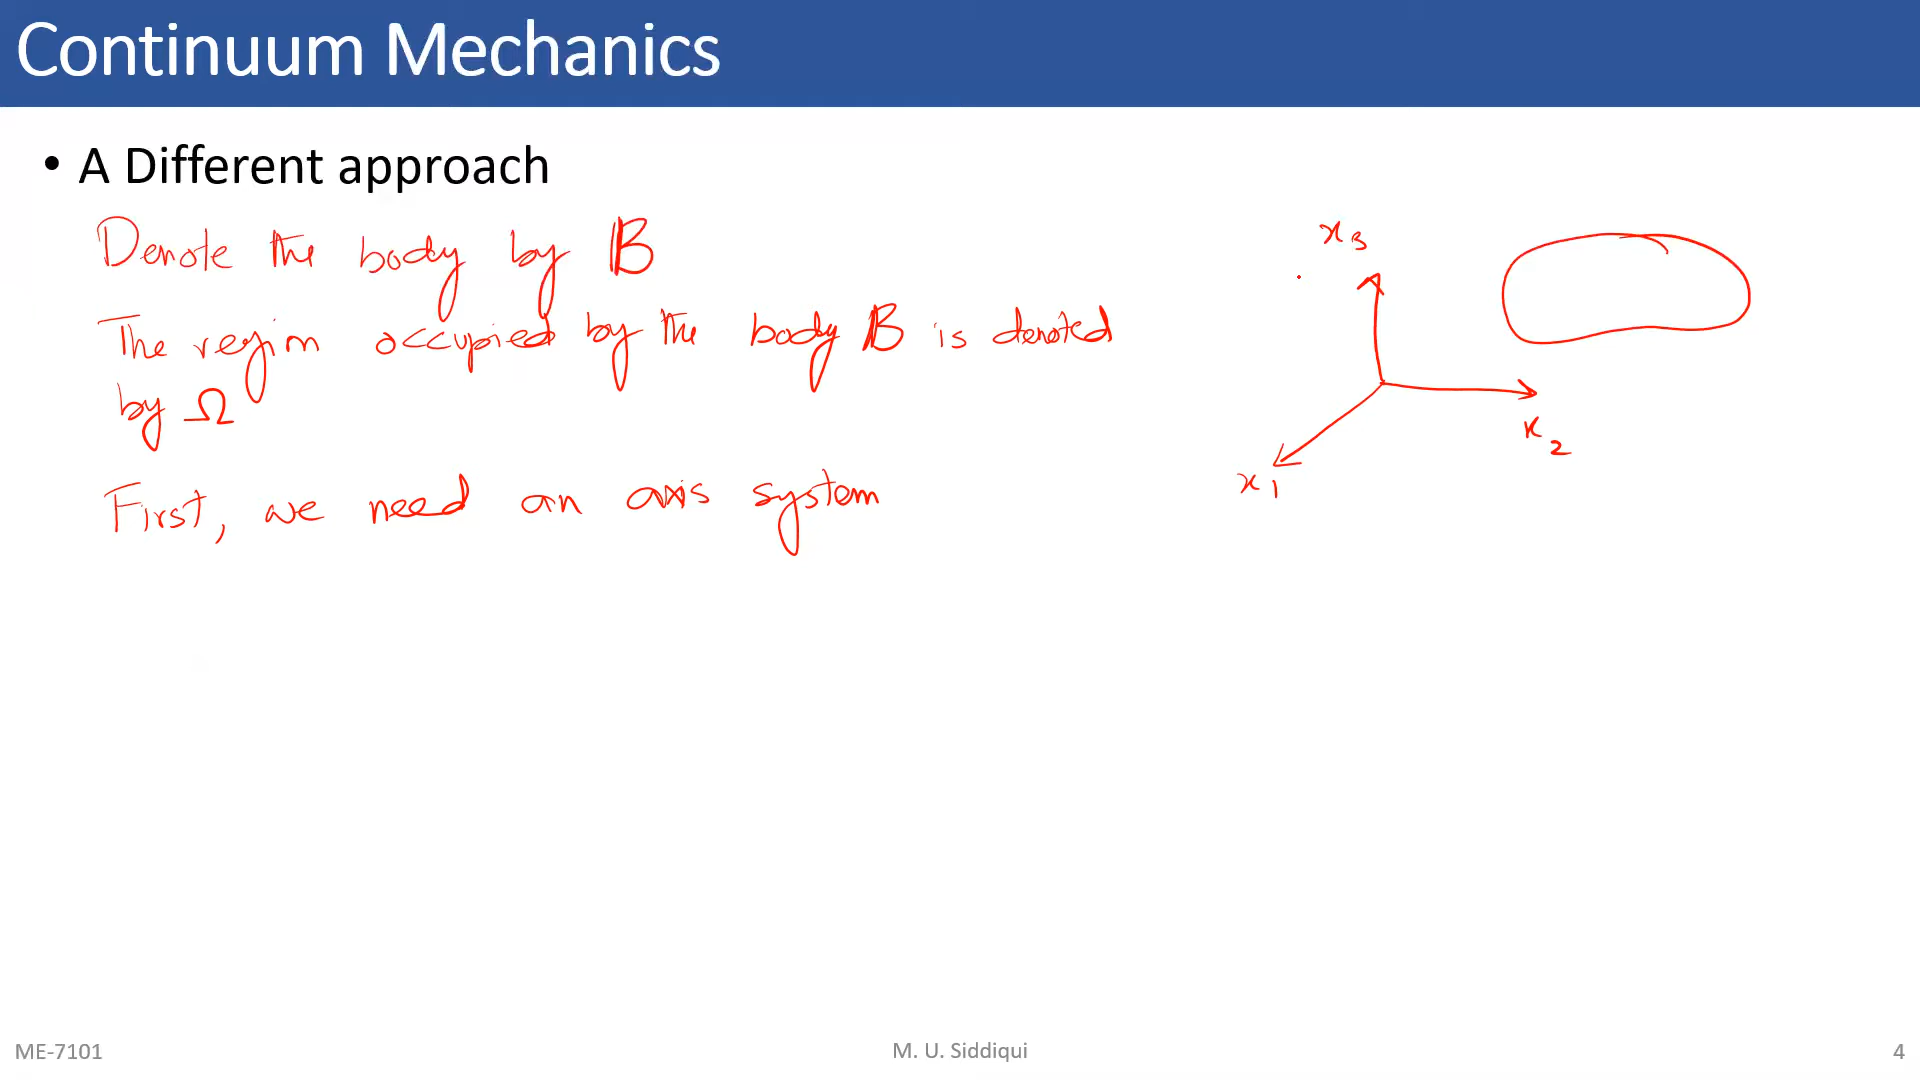 Continuum Mechanics
• A Different approach
Denote the body by 𝔹
The region occupied by the body 𝔹 is denoted
by Ω
First, we need an axis system
x3
x2
x1
ME-7101
M. U. Siddiqui
4